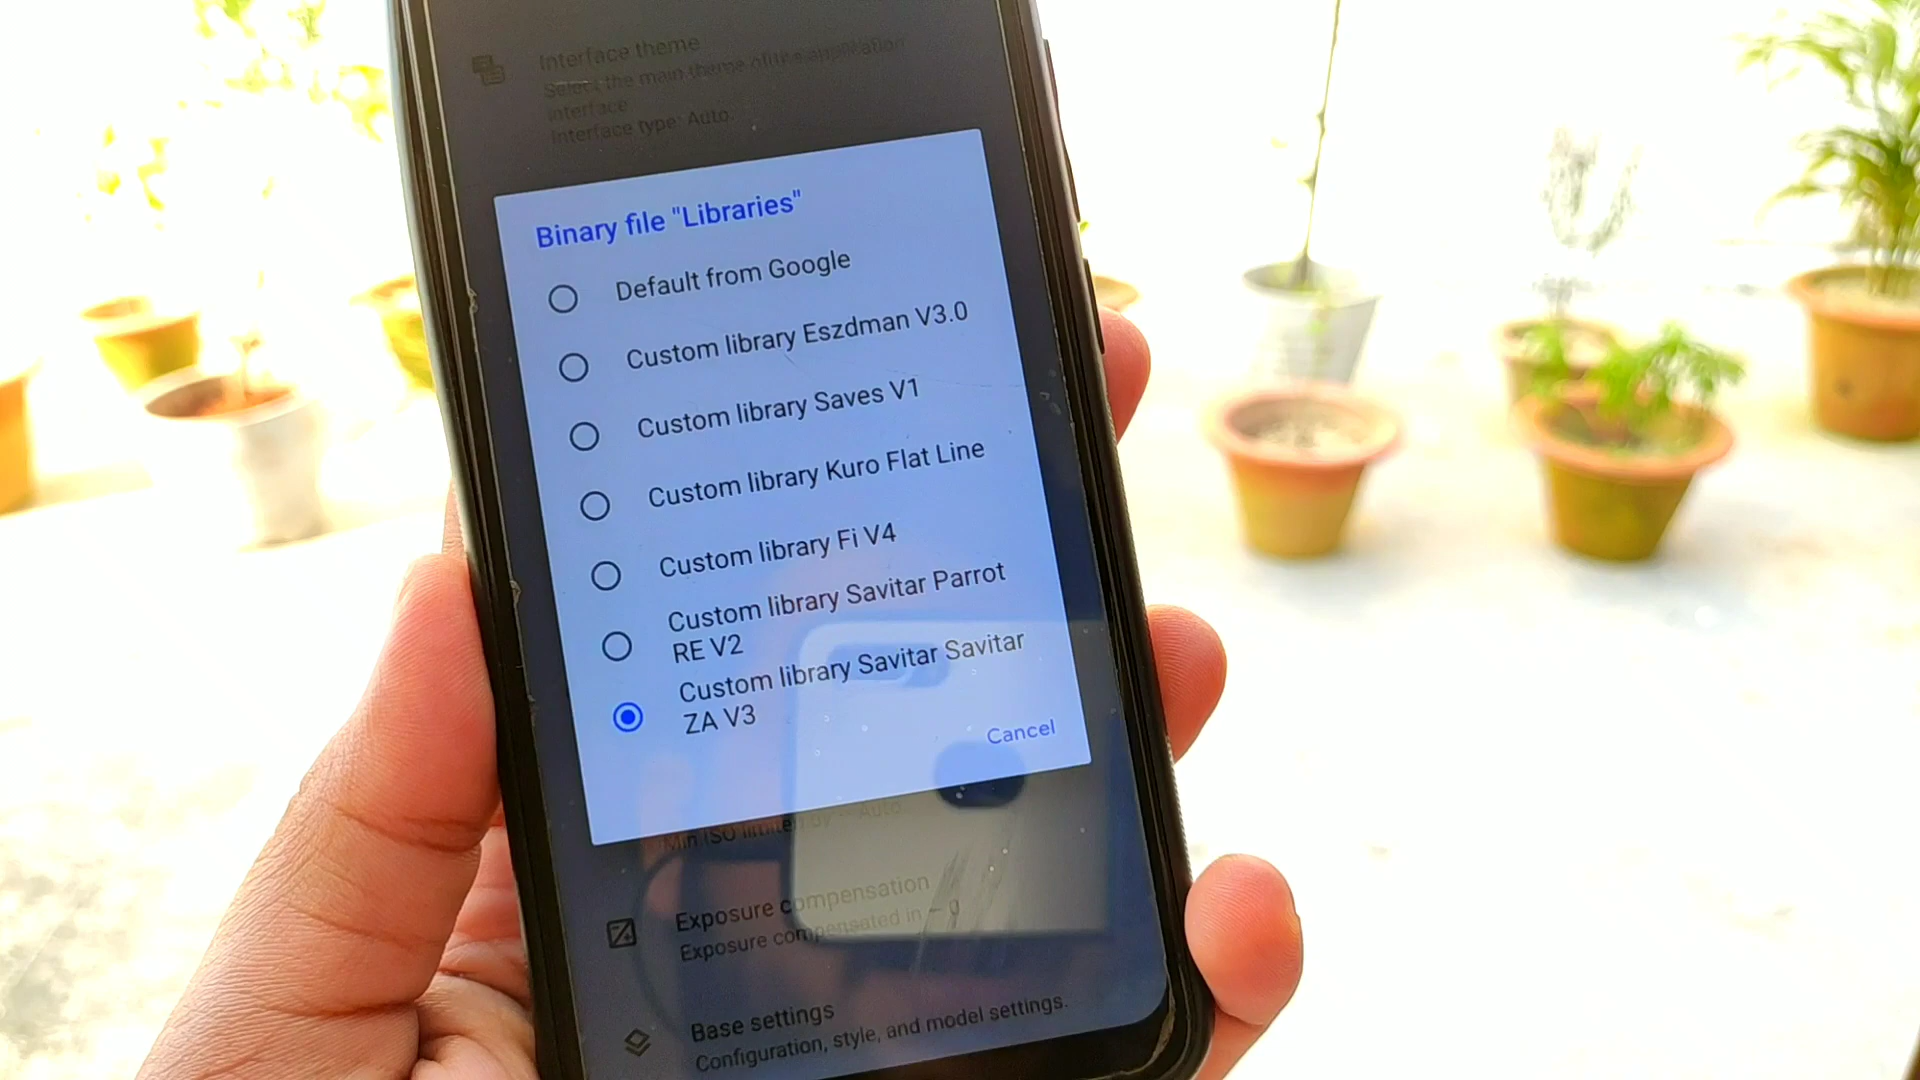 Interface theme
Select the main theme of the application
interface
Interface type: Auto.
Binary file "Libraries"
Default from Google
Custom library Eszdman V3.0
Custom library Saves V1
Custom library Kuro Flat Line
Custom library Fi V4
Custom library Savitar Parrot
RE V2
Custom library Savitar Savitar
ZA V3
Cancel
Min ISO limited by — Auto
Exposure compensation
Exposure compensated in — 0
Base settings
Configuration, style, and model settings.